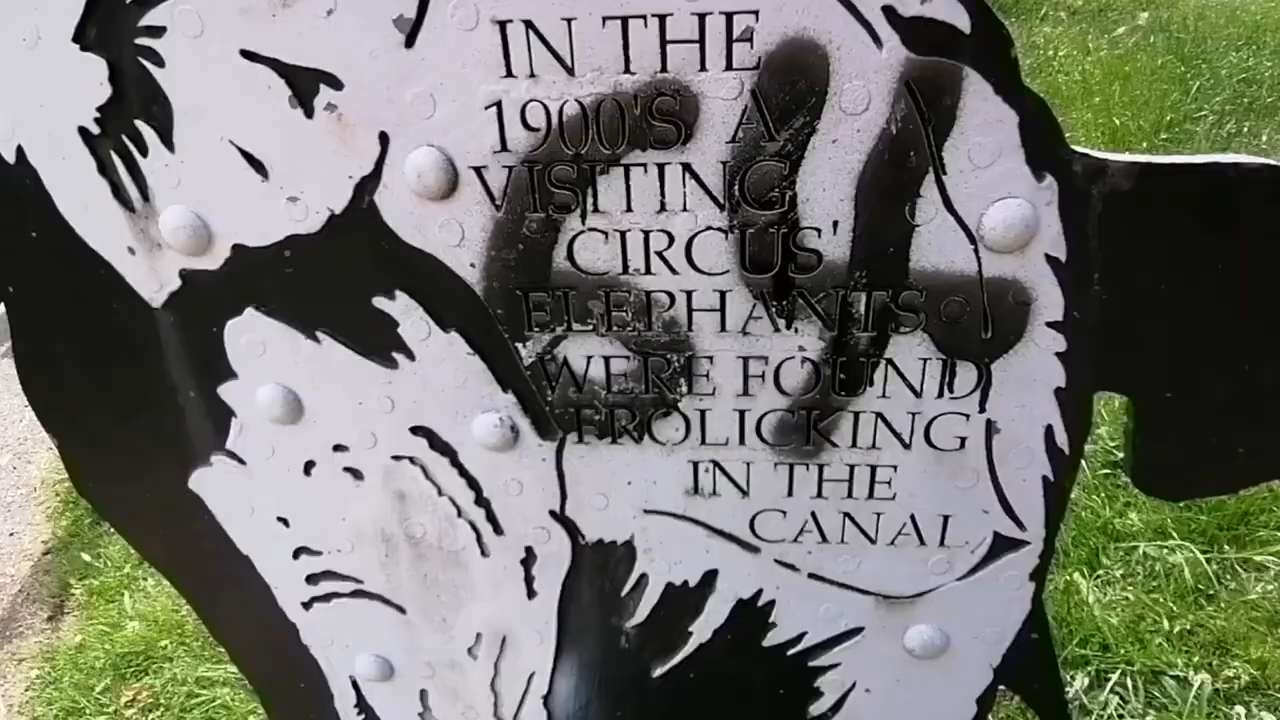 IN THE
1900'S A
VISITING
CIRCUS'
ELEPHANTS
WERE FOUND
FROLICKING
IN THE
CANAL